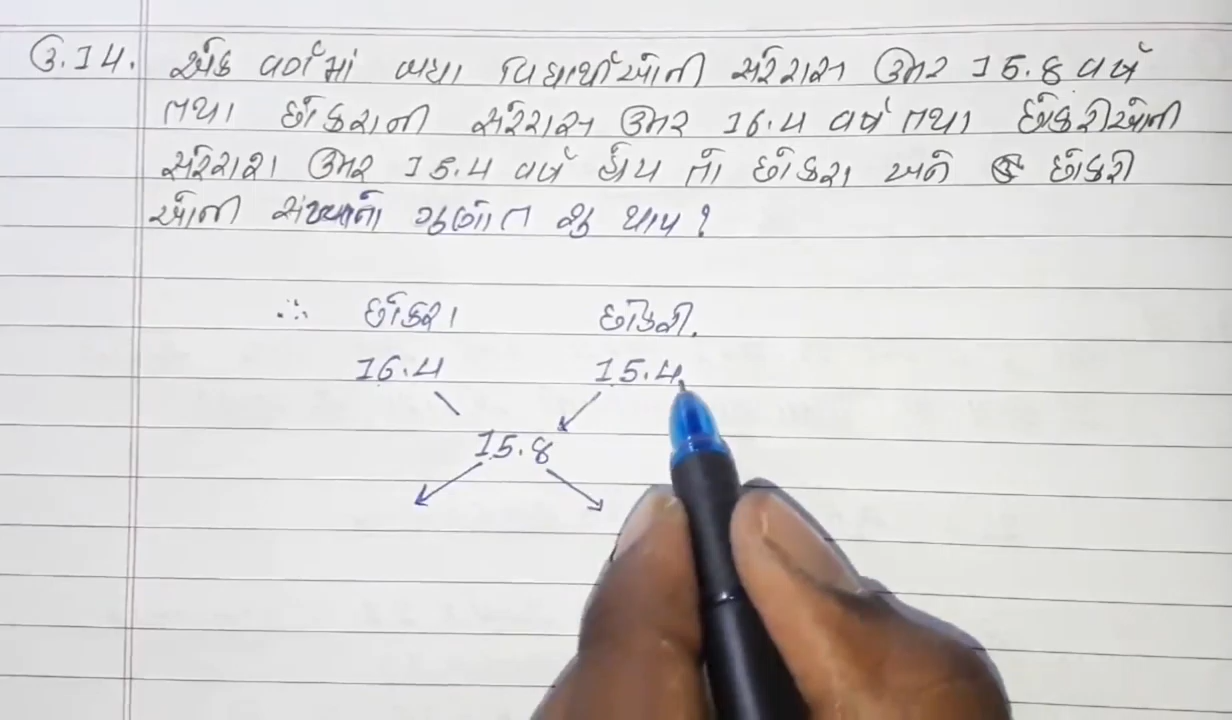 ઉ.14. એક વર્ગમાં બધા વિદ્યાર્થીઓની સરેરાસ ઊંમર 15.8 વર્ષ
તથા છોકરાની સરેરાસ ઊંમર 16.4 વર્ષ તથા છોકરીઓની
સરેરાશ ઊંમર 15.4 વર્ષ હોય તો છોકરા અને છોકરી
ઓની સંખ્યાનો ગુણોત્તર શુ થાય ?
∴ છોકરા છોકરી.
16.4 15.4
15.8